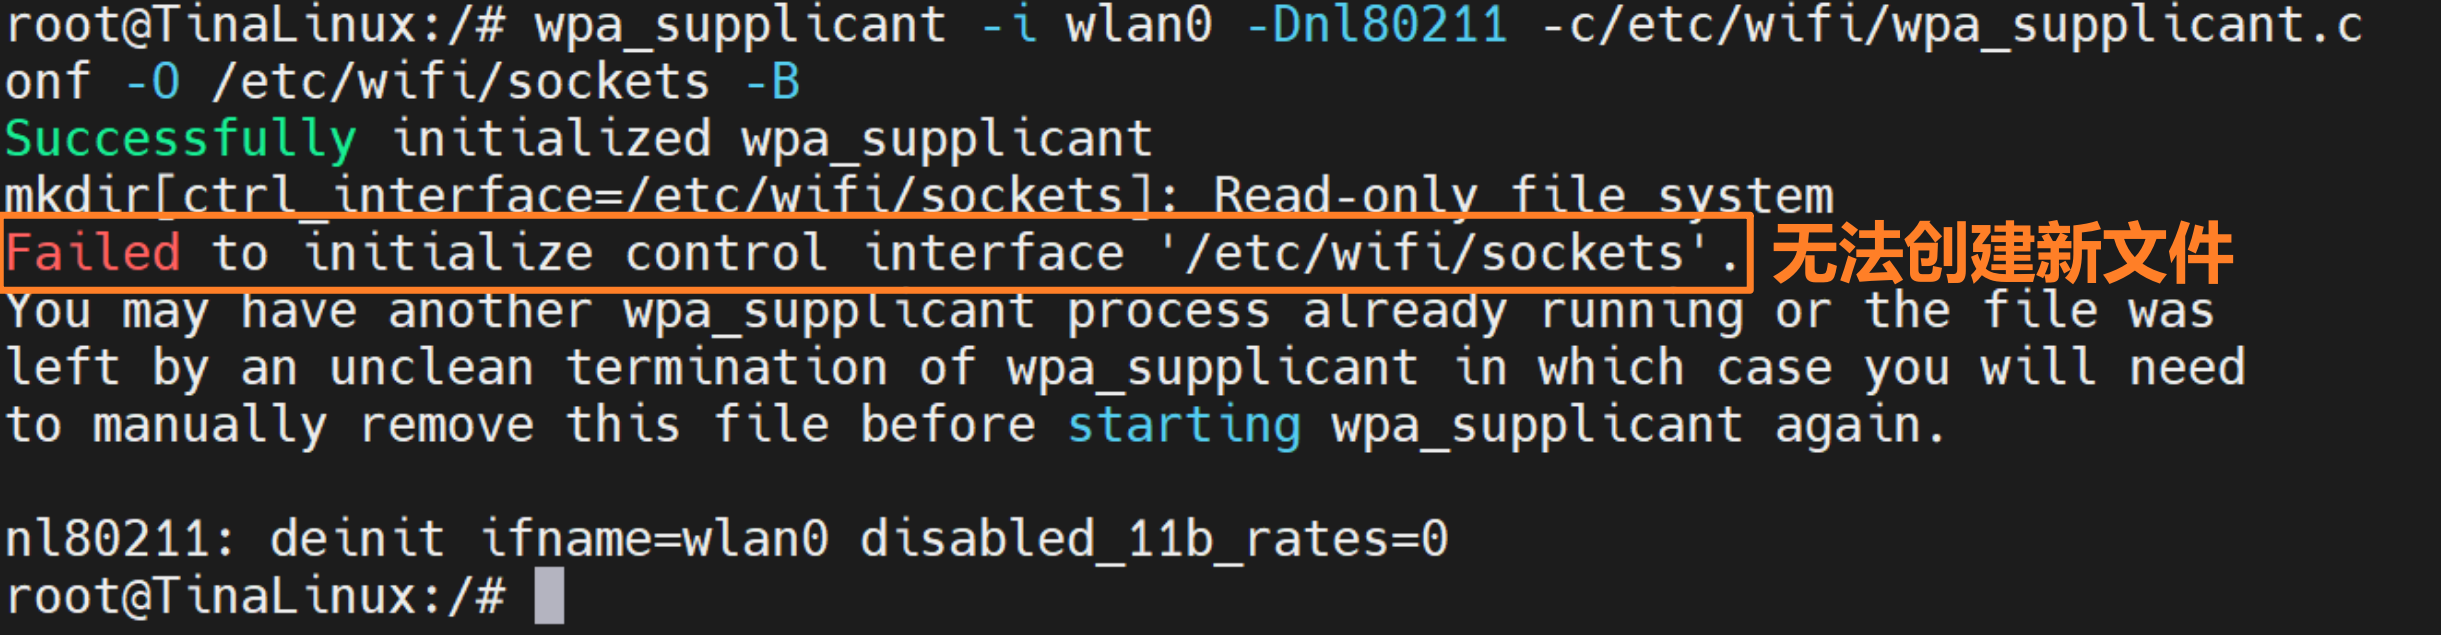 root@TinaLinux:/# wpa_supplicant -i wlan0 -Dnl80211 -c/etc/wifi/wpa_supplicant.c
onf -O /etc/wifi/sockets -B
Successfully initialized wpa_supplicant
mkdir[ctrl_interface=/etc/wifi/sockets]: Read-only file system
Failed to initialize control interface '/etc/wifi/sockets'. 无法创建新文件
You may have another wpa_supplicant process already running or the file was
left by an unclean termination of wpa_supplicant in which case you will need
to manually remove this file before starting wpa_supplicant again.
nl80211: deinit ifname=wlan0 disabled_11b_rates=0
root@TinaLinux:/#